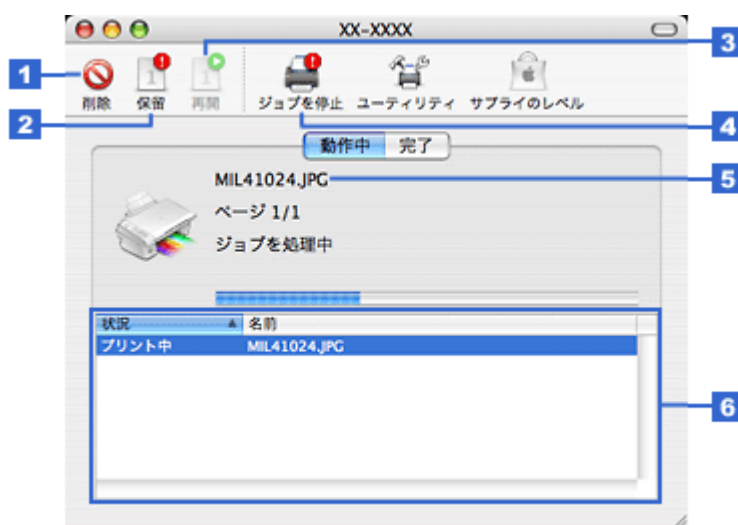 XX-XXXX
1
2
3
4
5
6
削除
保留
再開
ジョブを停止
ユーティリティ
サプライのレベル
動作中
完了
MIL41024.JPG
ページ 1/1
ジョブを処理中
状況
名前
プリント中
MIL41024.JPG